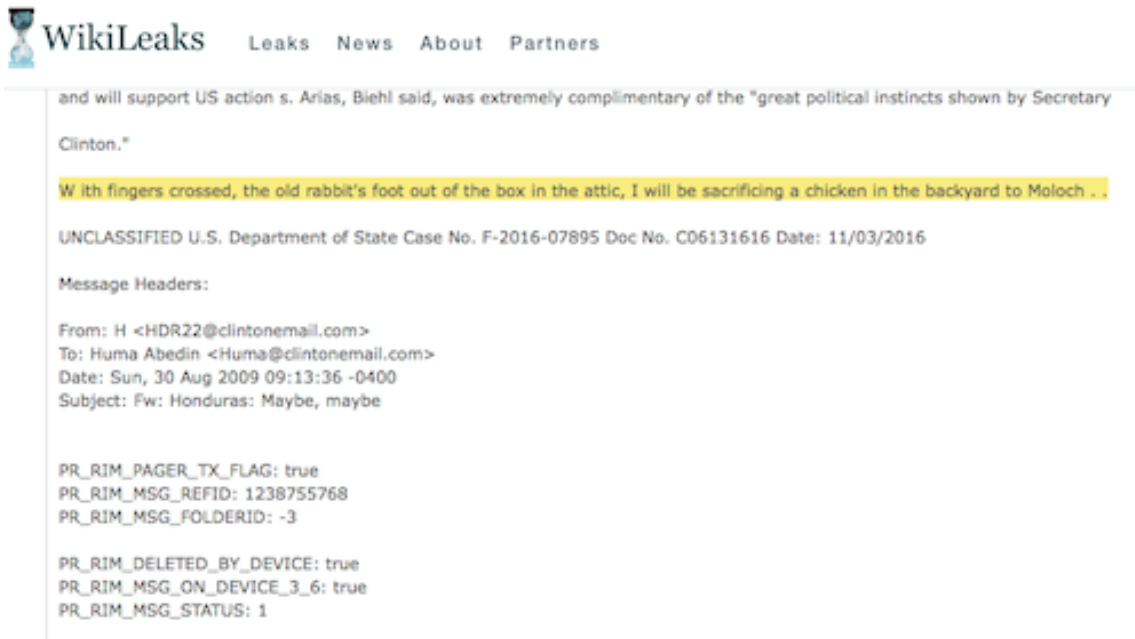 WikiLeaks Leaks News About Partners
and will support US action s. Arias, Biehl said, was extremely complimentary of the "great political instincts shown by Secretary
Clinton."
W ith fingers crossed, the old rabbit's foot out of the box in the attic, I will be sacrificing a chicken in the backyard to Moloch . .
UNCLASSIFIED U.S. Department of State Case No. F-2016-07895 Doc No. C06131616 Date: 11/03/2016
Message Headers:
From: H <HDR22@clintonemail.com>
To: Huma Abedin <Huma@clintonemail.com>
Date: Sun, 30 Aug 2009 09:13:36 -0400
Subject: Fw: Honduras: Maybe, maybe
PR_RIM_PAGER_TX_FLAG: true
PR_RIM_MSG_REFID: 1238755768
PR_RIM_MSG_FOLDERID: -3
PR_RIM_DELETED_BY_DEVICE: true
PR_RIM_MSG_ON_DEVICE_3_6: true
PR_RIM_MSG_STATUS: 1